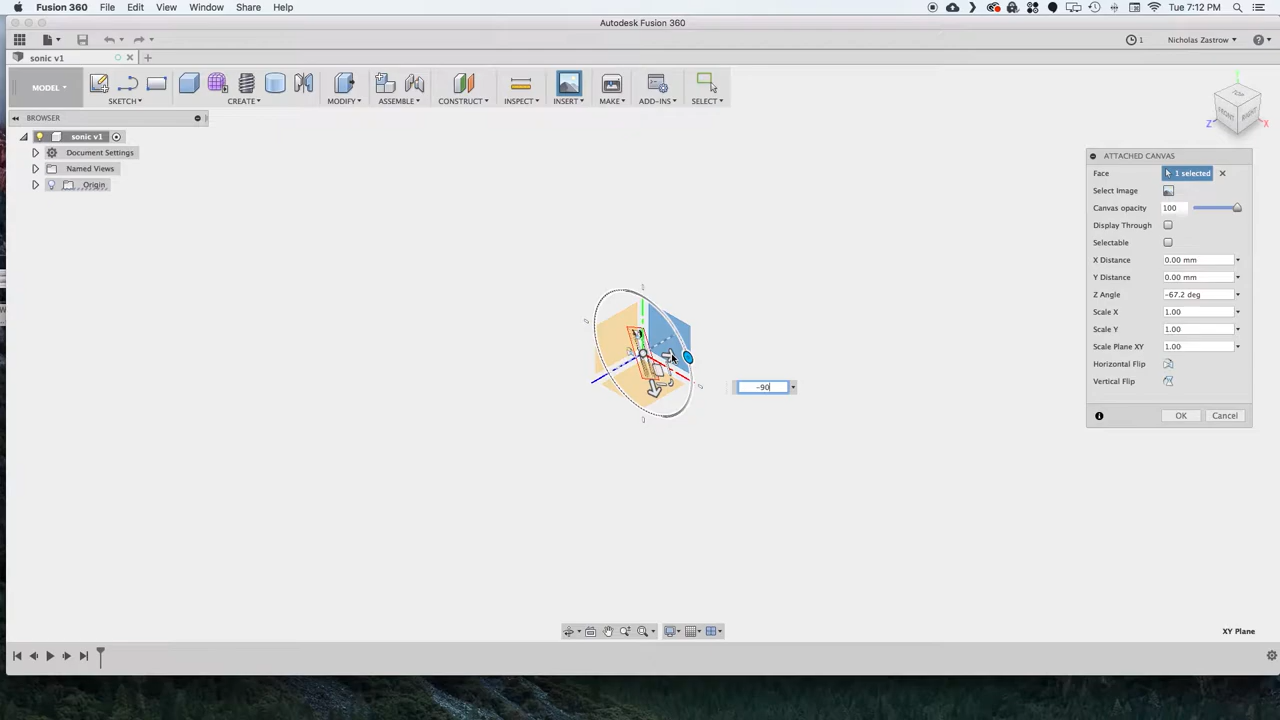 Fusion 360 File Edit View Window Share Help Tue 7:12 PM
Autodesk Fusion 360
1 Nicholas Zastrow
sonic v1
MODEL SKETCH CREATE MODIFY ASSEMBLE CONSTRUCT INSPECT INSERT MAKE ADD-INS SELECT
BROWSER
sonic v1
Document Settings
Named Views
Origin
TOP
FRONT RIGHT
Z X
ATTACHED CANVAS
Face 1 selected
Select Image
Canvas opacity 100
Display Through
Selectable
X Distance 0.00 mm
Y Distance 0.00 mm
Z Angle -67.2 deg
Scale X 1.00
Scale Y 1.00
Scale Plane XY 1.00
Horizontal Flip
Vertical Flip
OK Cancel
-90
XY Plane